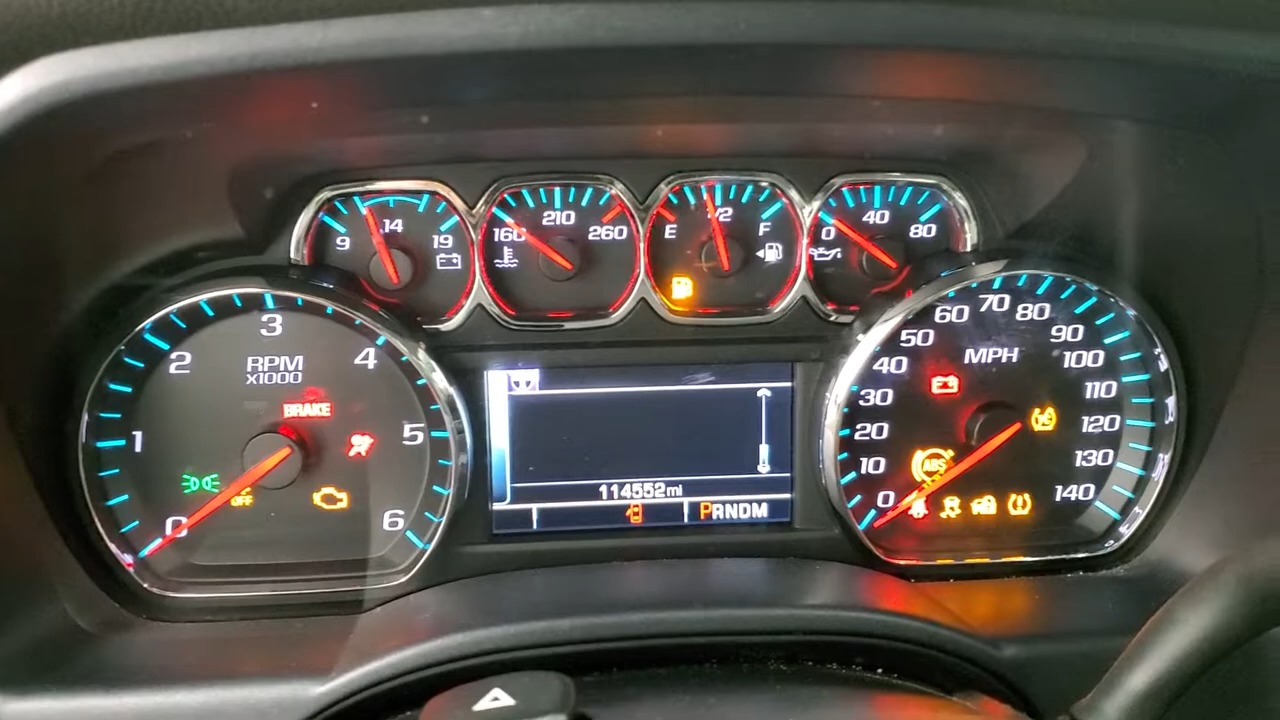 9 14 19
160 210 260
E 1/2 F
0 40 80
0 1 2 3 4 5 6
RPM
x1000
BRAKE
OFF
114552mi
PRNDM
0 10 20 30 40 50 60 70 80 90 100 110 120 130 140
MPH
ABS